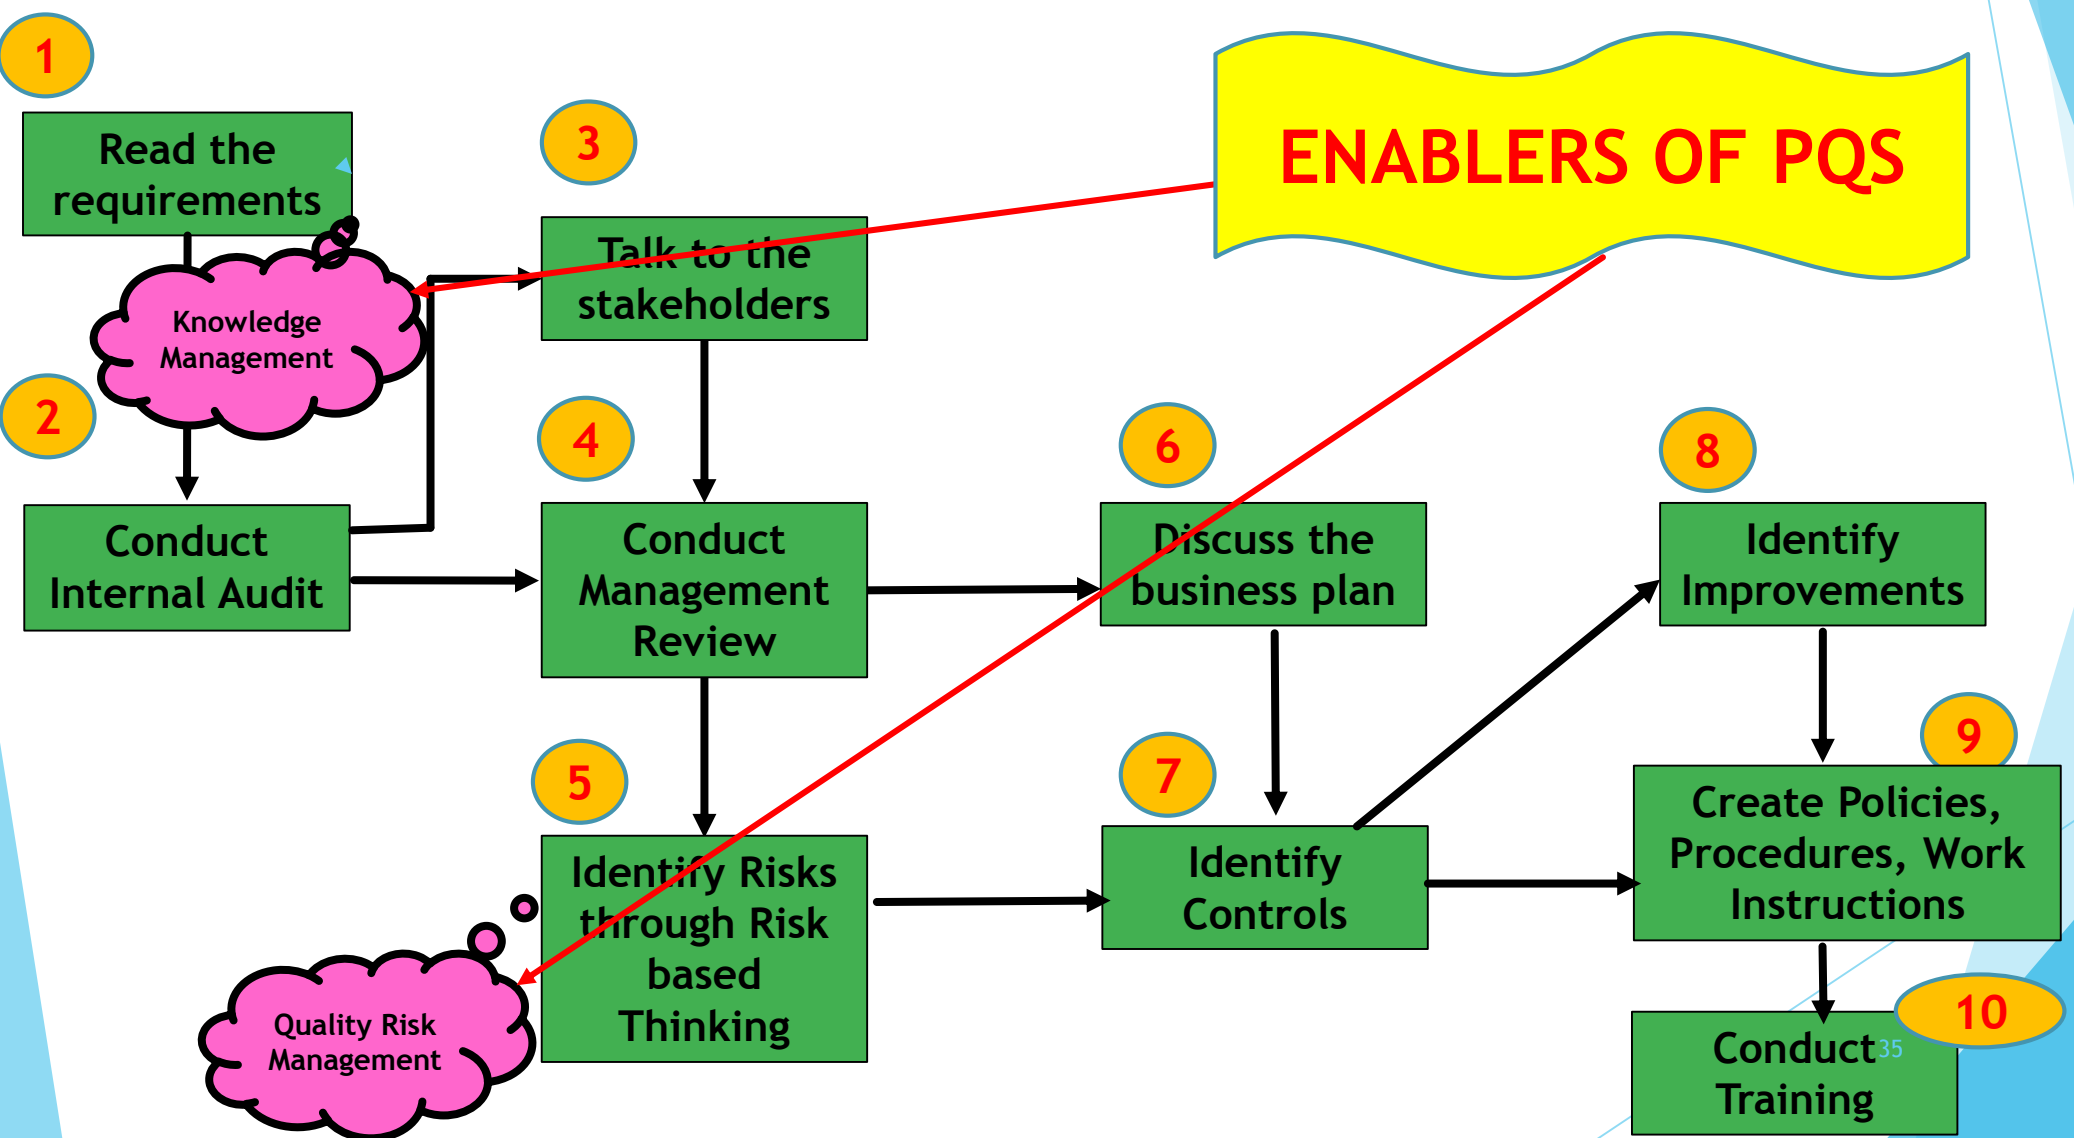 1
Read the
requirements
Knowledge
Management
2
Conduct
Internal Audit
3
Talk to the
stakeholders
4
Conduct
Management
Review
5
Identify Risks
through Risk
based
Thinking
Quality Risk
Management
ENABLERS OF PQS
6
Discuss the
business plan
7
Identify
Controls
8
Identify
Improvements
9
Create Policies,
Procedures, Work
Instructions
10
Conduct
Training
35